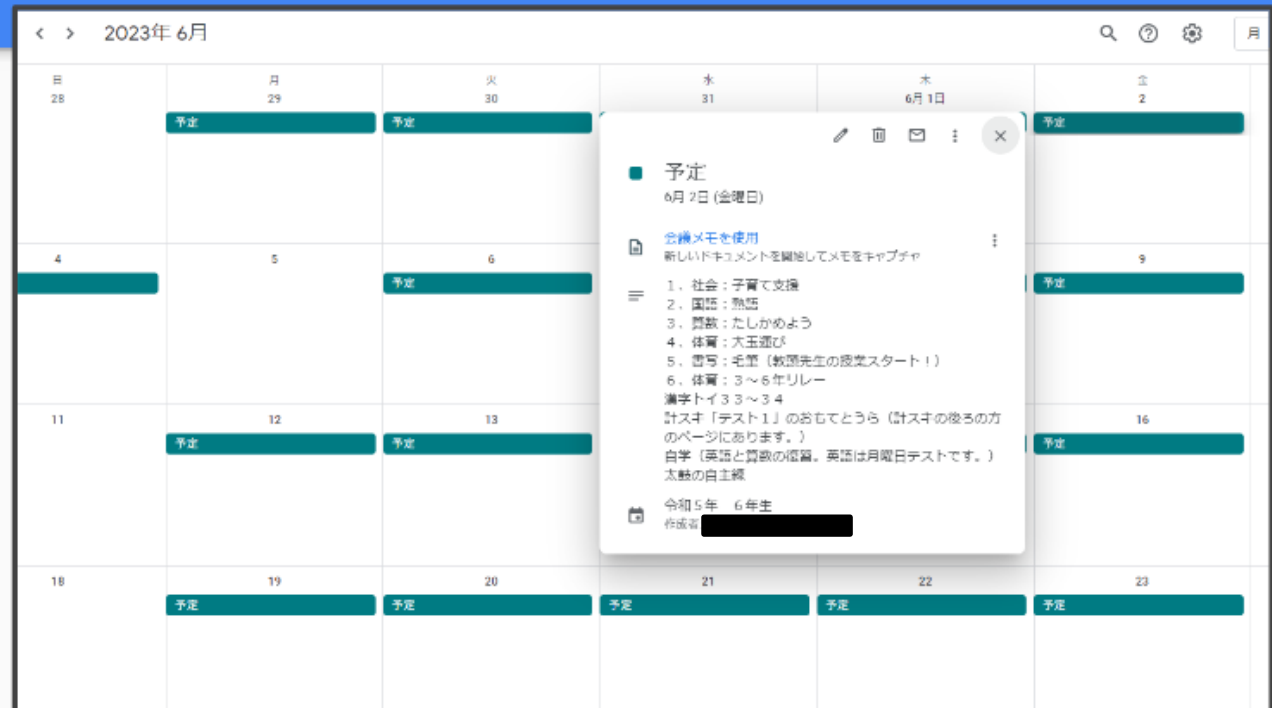 2023年 6月
月
日 月 火 水 木 金
28 29 30 31 6月 1日 2
予定 予定 予定
予定
6月 2日 (金曜日)
会議メモを使用
新しいドキュメントを開始してメモをキャプチャ
１．社会：子育て支援
２．国語：熟語
３．算数：たしかめよう
４．体育：大玉運び
５．書写：毛筆（教頭先生の授業スタート！）
６．体育：３～６年リレー
漢字トイ３３～３４
計スキ「テスト１」のおもてとうら（計スキの後ろの方
のページにあります。）
自学（英語と算数の復習。英語は月曜日テストです。）
太鼓の自主練
令和５年　６年生
作成者:
4 5 6 9
予定 予定
11 12 13 16
予定 予定 予定
18 19 20 21 22 23
予定 予定 予定 予定 予定